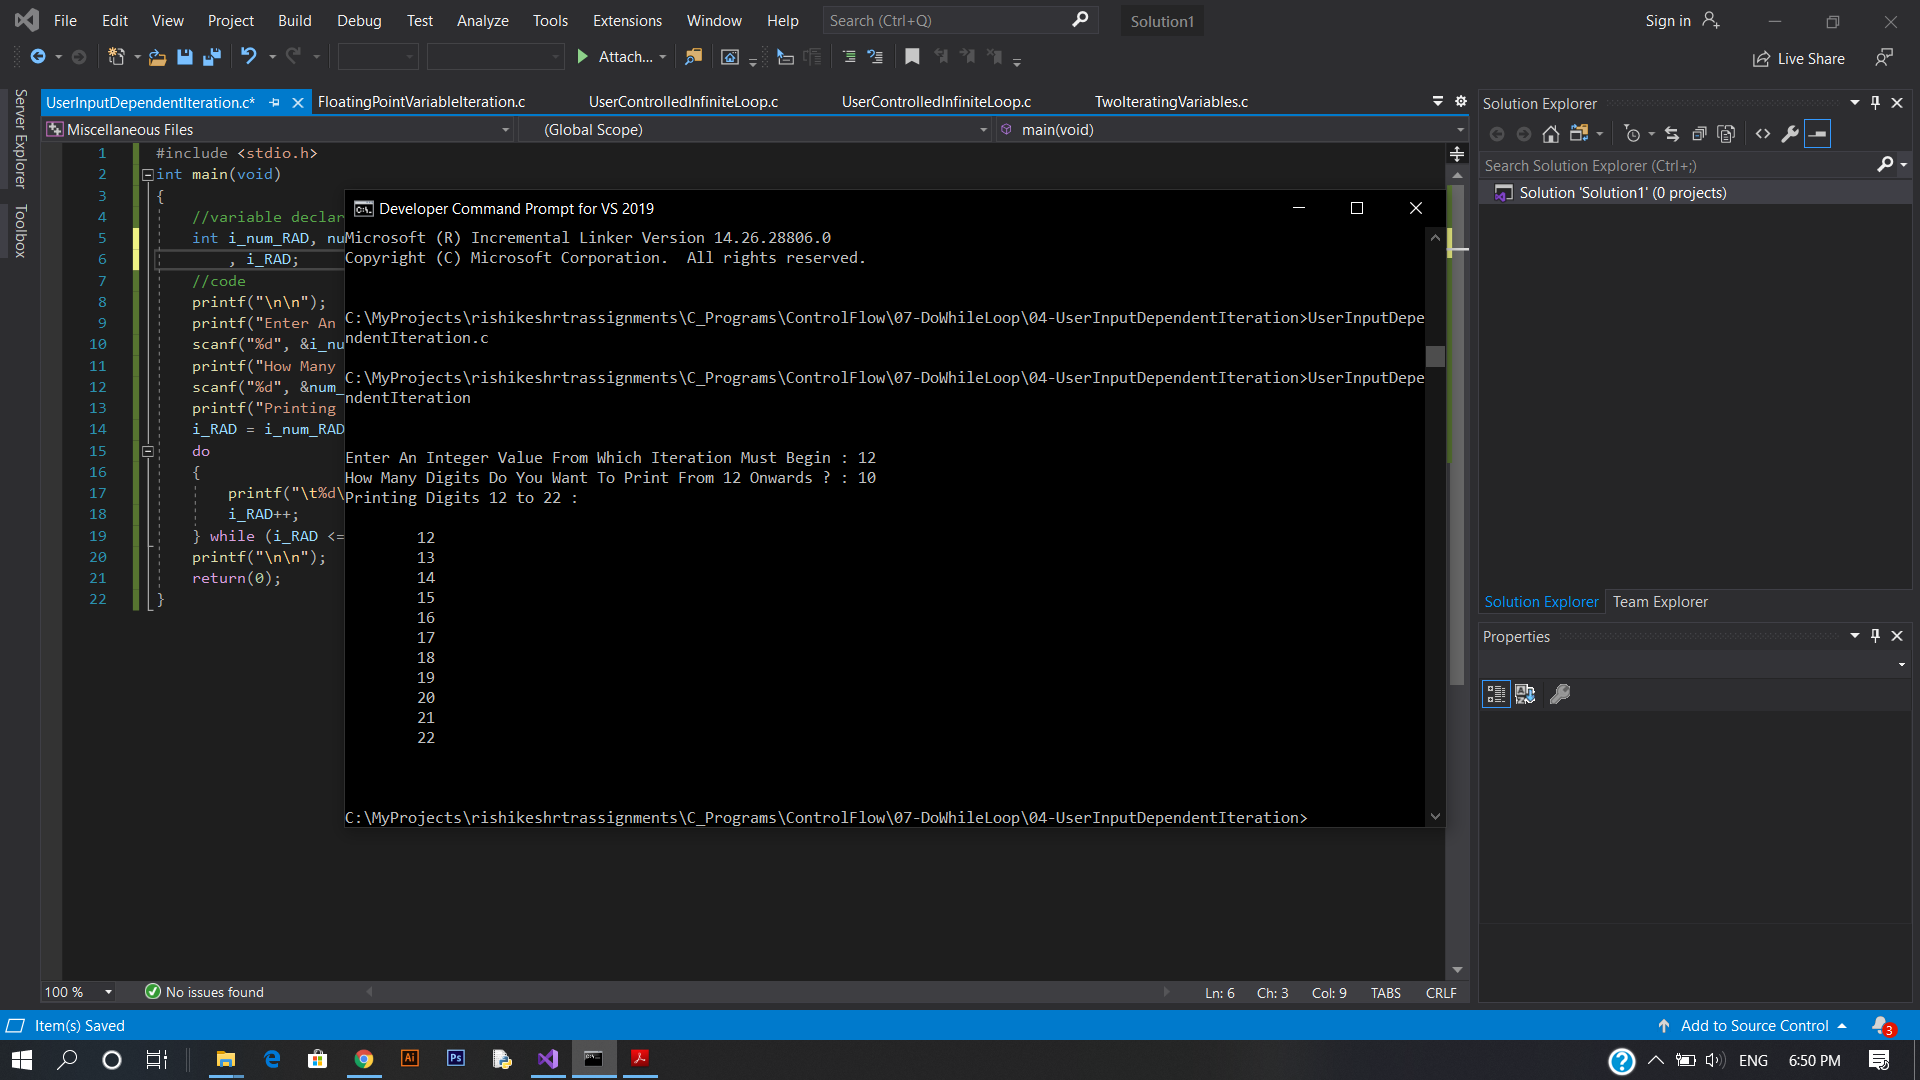 File Edit View Project Build Debug Test Analyze Tools Extensions Window Help Search (Ctrl+Q) Solution1 Sign in
Attach... Live Share
Server Explorer
Toolbox
UserInputDependentIteration.c* FloatingPointVariableIteration.c UserControlledInfiniteLoop.c UserControlledInfiniteLoop.c TwoIteratingVariables.c
Miscellaneous Files (Global Scope) main(void)
1 #include <stdio.h>
2 int main(void)
3 {
4 //variable declar
5 int i_num_RAD, nu
6 , i_RAD;
7 //code
8 printf("\n\n");
9 printf("Enter An
10 scanf("%d", &i_nu
11 printf("How Many
12 scanf("%d", &num_
13 printf("Printing
14 i_RAD = i_num_RAD
15 do
16 {
17 printf("\t%d\
18 i_RAD++;
19 } while (i_RAD <=
20 printf("\n\n");
21 return(0);
22 }
Developer Command Prompt for VS 2019
Microsoft (R) Incremental Linker Version 14.26.28806.0
Copyright (C) Microsoft Corporation.  All rights reserved.
C:\MyProjects\rishikeshrtrassignments\C_Programs\ControlFlow\07-DoWhileLoop\04-UserInputDependentIteration>UserInputDepe
ndentIteration.c
C:\MyProjects\rishikeshrtrassignments\C_Programs\ControlFlow\07-DoWhileLoop\04-UserInputDependentIteration>UserInputDepe
ndentIteration
Enter An Integer Value From Which Iteration Must Begin : 12
How Many Digits Do You Want To Print From 12 Onwards ? : 10
Printing Digits 12 to 22 :
12
13
14
15
16
17
18
19
20
21
22
C:\MyProjects\rishikeshrtrassignments\C_Programs\ControlFlow\07-DoWhileLoop\04-UserInputDependentIteration>
Solution Explorer
Search Solution Explorer (Ctrl+;)
Solution 'Solution1' (0 projects)
Solution Explorer Team Explorer
Properties
100 % No issues found Ln: 6 Ch: 3 Col: 9 TABS CRLF
Item(s) Saved Add to Source Control 3
Ai Ps ENG 6:50 PM